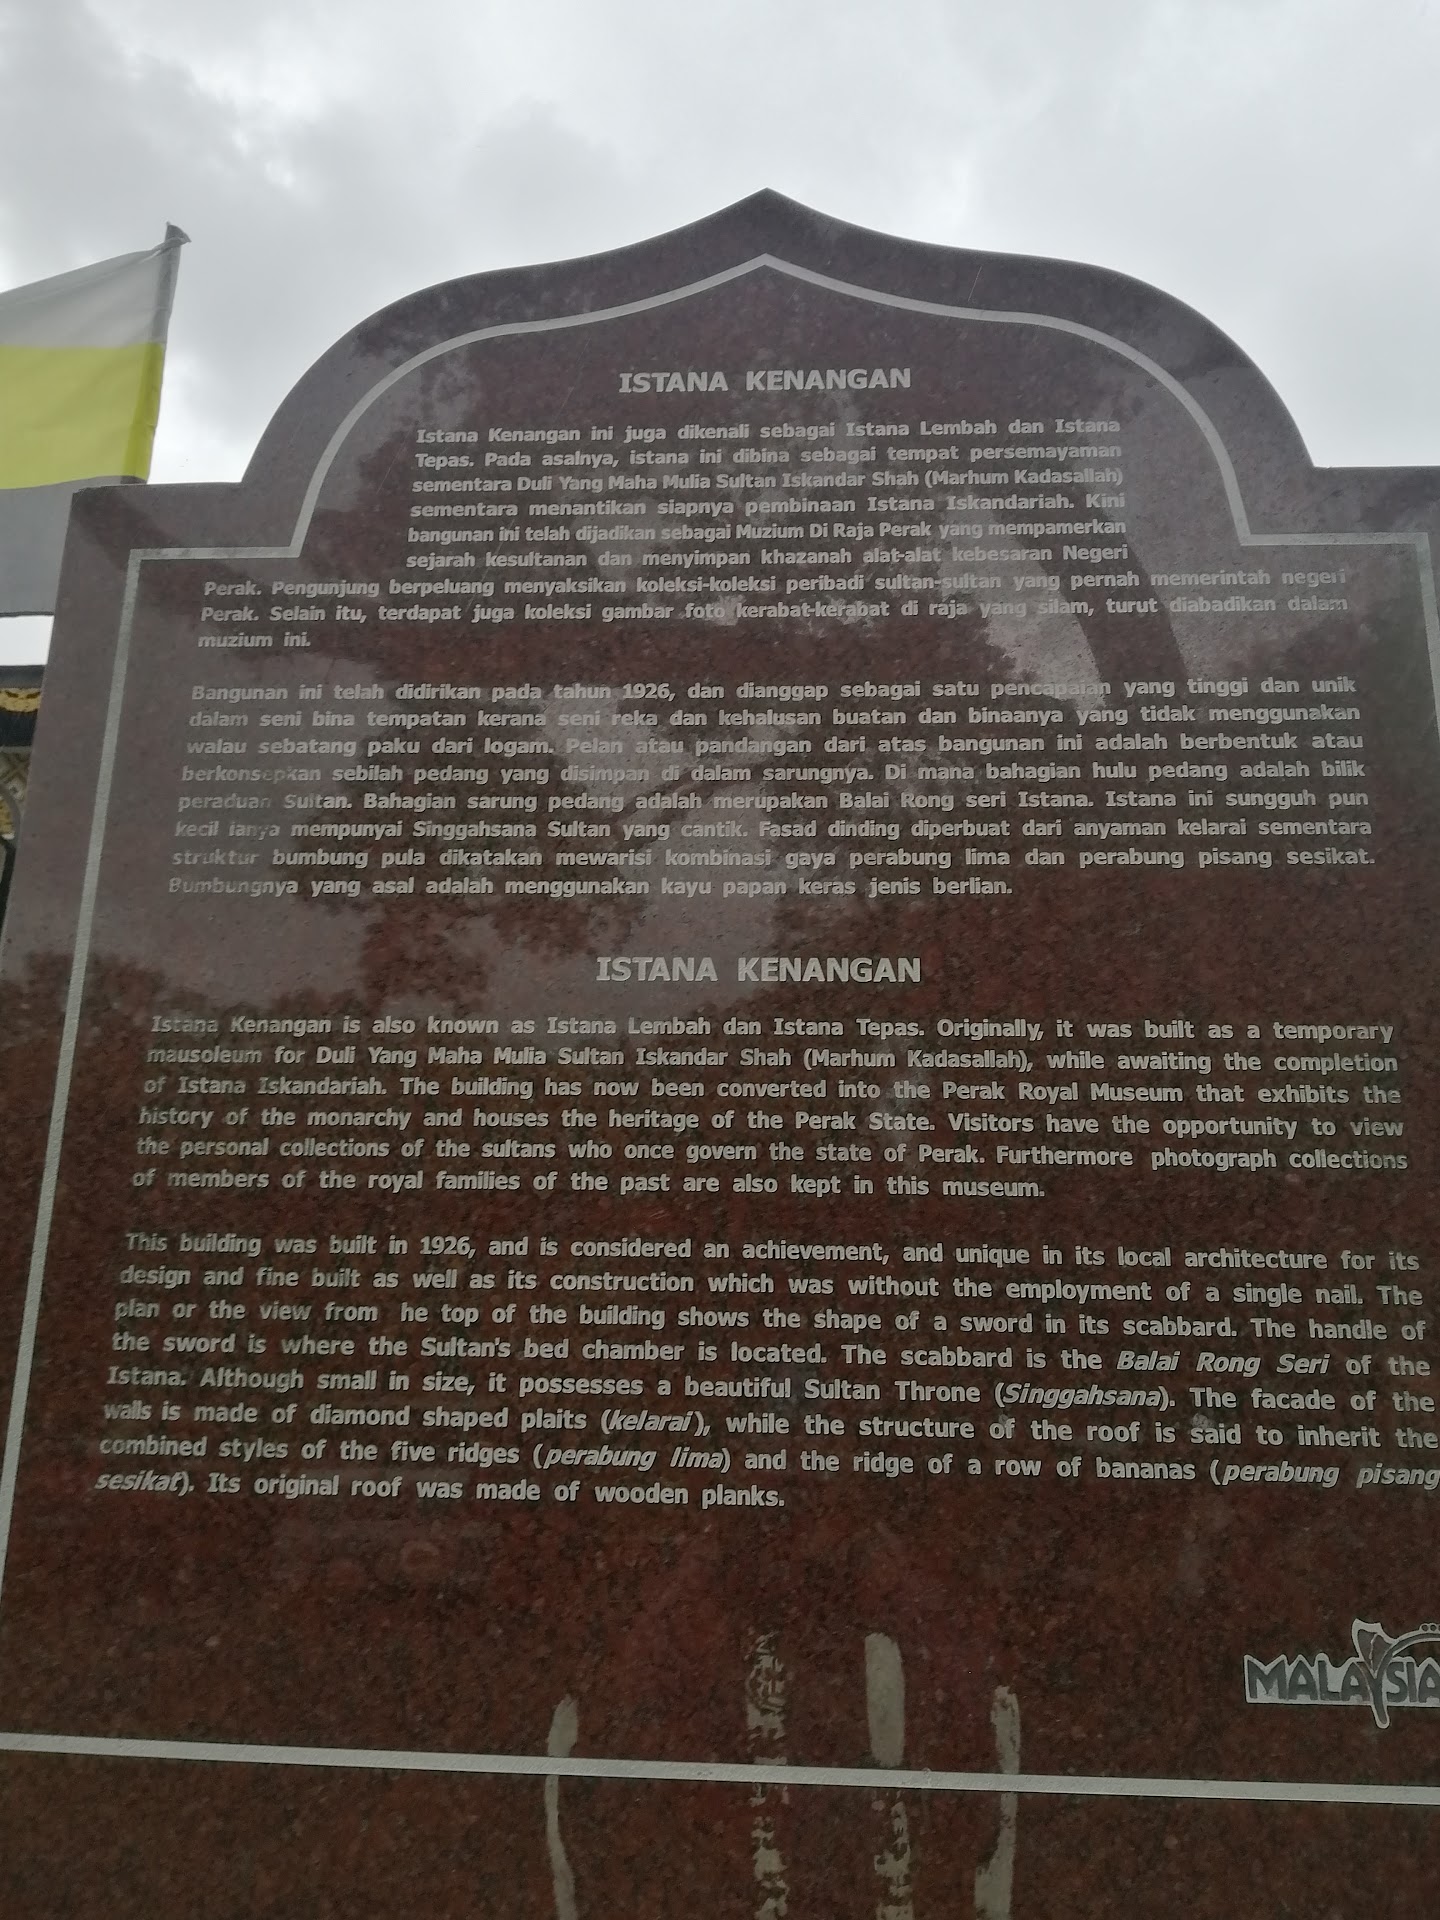 ISTANA KENANGAN
Istana Kenangan ini juga dikenali sebagai Istana Lembah dan Istana
Tepas. Pada asalnya, istana ini dibina sebagai tempat persemayaman
sementara Duli Yang Maha Mulia Sultan Iskandar Shah (Marhum Kadasallah)
sementara menantikan siapnya pembinaan Istana Iskandariah. Kini
bangunan ini telah dijadikan sebagai Muzium Di Raja Perak yang mempamerkan
sejarah kesultanan dan menyimpan khazanah alat-alat kebesaran Negeri
Perak. Pengunjung berpeluang menyaksikan koleksi-koleksi peribadi sultan-sultan yang pernah memerintah negeri
Perak. Selain itu, terdapat juga koleksi gambar foto kerabat-kerabat di raja yang silam, turut diabadikan dalam
muzium ini.
Bangunan ini telah didirikan pada tahun 1926, dan dianggap sebagai satu pencapaian yang tinggi dan unik
dalam seni bina tempatan kerana seni reka dan kehalusan buatan dan binaanya yang tidak menggunakan
walau sebatang paku dari logam. Pelan atau pandangan dari atas bangunan ini adalah berbentuk atau
berkonsepkan sebilah pedang yang disimpan di dalam sarungnya. Di mana bahagian hulu pedang adalah bilik
peraduan Sultan. Bahagian sarung pedang adalah merupakan Balai Rong seri Istana. Istana ini sungguh pun
kecil ianya mempunyai Singgahsana Sultan yang cantik. Fasad dinding diperbuat dari anyaman kelarai sementara
struktur bumbung pula dikatakan mewarisi kombinasi gaya perabung lima dan perabung pisang sesikat.
Bumbungnya yang asal adalah menggunakan kayu papan keras jenis berlian.
ISTANA KENANGAN
Istana Kenangan is also known as Istana Lembah dan Istana Tepas. Originally, it was built as a temporary
mausoleum for Duli Yang Maha Mulia Sultan Iskandar Shah (Marhum Kadasallah), while awaiting the completion
of Istana Iskandariah. The building has now been converted into the Perak Royal Museum that exhibits the
history of the monarchy and houses the heritage of the Perak State. Visitors have the opportunity to view
the personal collections of the sultans who once govern the state of Perak. Furthermore photograph collections
of members of the royal families of the past are also kept in this museum.
This building was built in 1926, and is considered an achievement, and unique in its local architecture for its
design and fine built as well as its construction which was without the employment of a single nail. The
plan or the view from he top of the building shows the shape of a sword in its scabbard. The handle of
the sword is where the Sultan's bed chamber is located. The scabbard is the Balai Rong Seri of the
Istana. Although small in size, it possesses a beautiful Sultan Throne (Singgahsana). The facade of the
walls is made of diamond shaped plaits (kelarai), while the structure of the roof is said to inherit the
combined styles of the five ridges (perabung lima) and the ridge of a row of bananas (perabung pisang
sesikat). Its original roof was made of wooden planks.
MALAYSIA